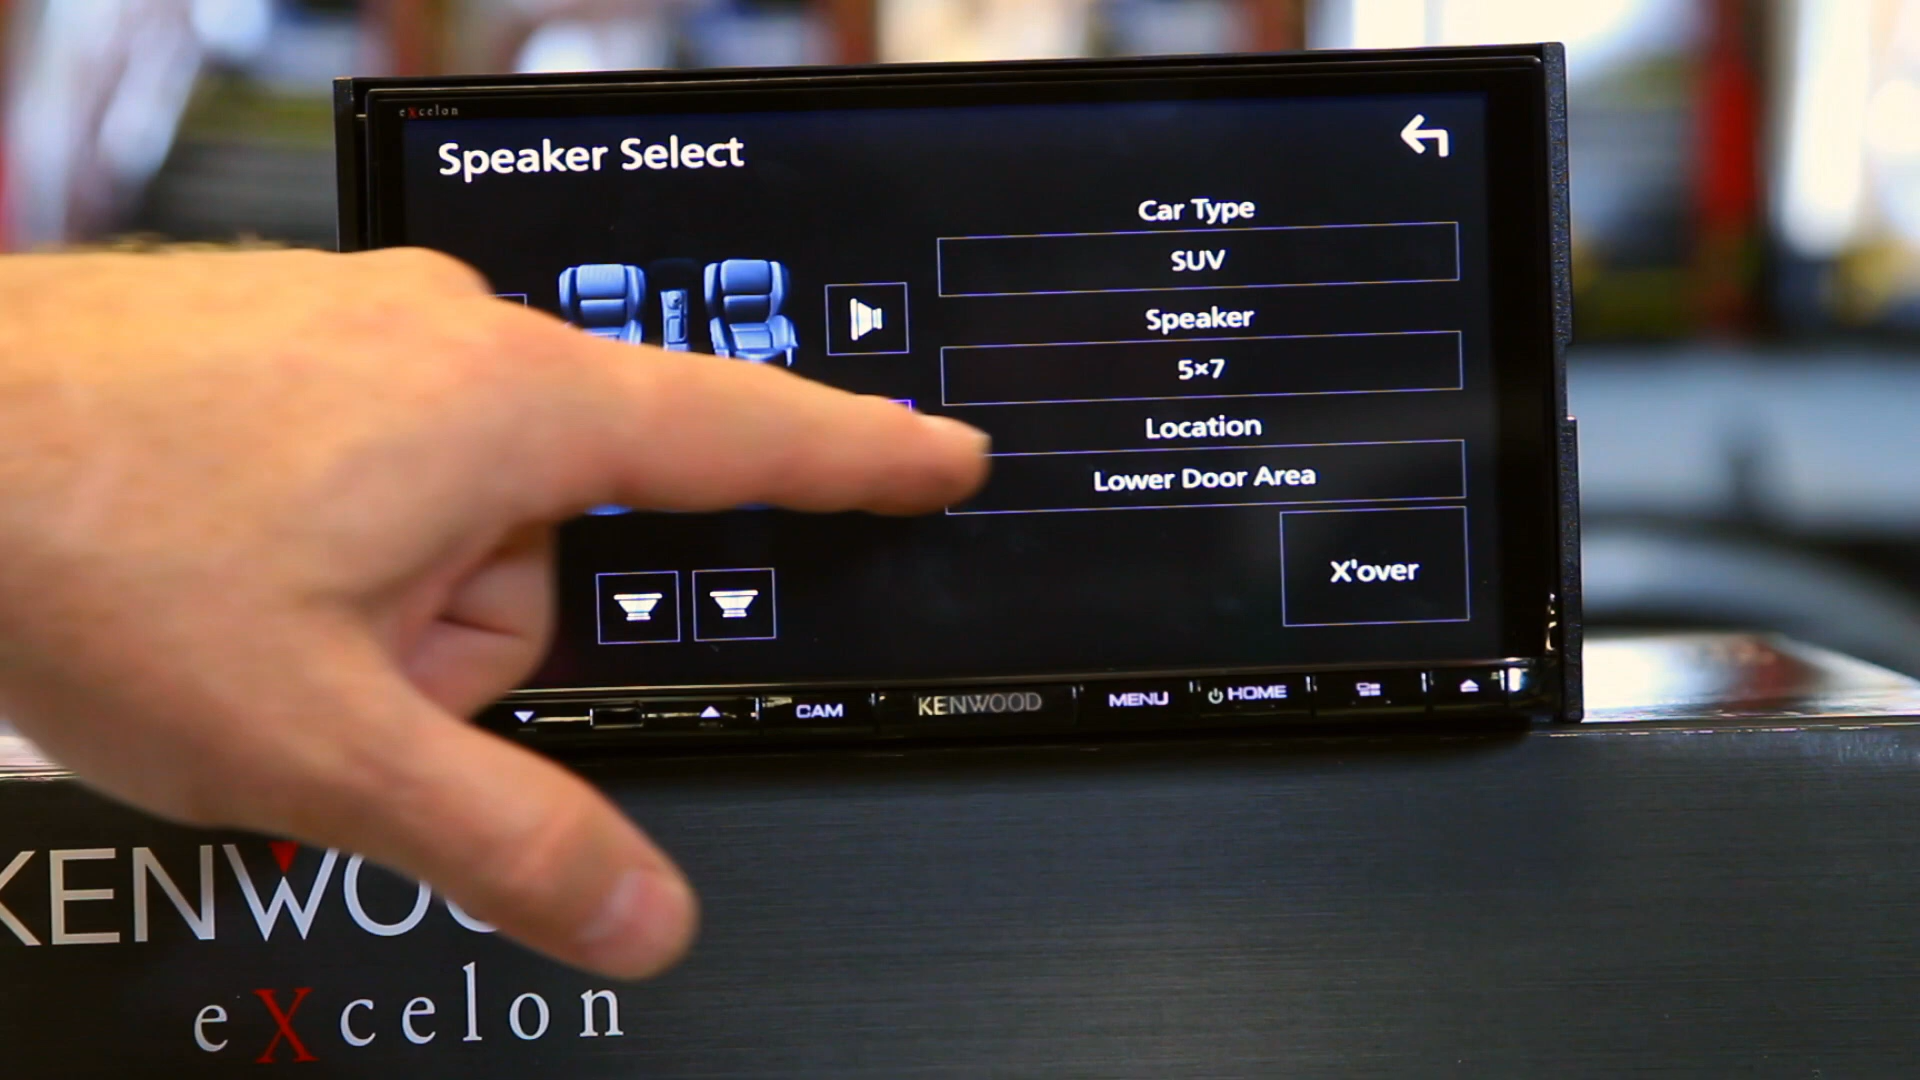 excelon
Speaker Select
Car Type
SUV
Speaker
5×7
Location
Lower Door Area
X'over
CAM
KENWOOD
MENU
HOME
KENWOO
eXcelon